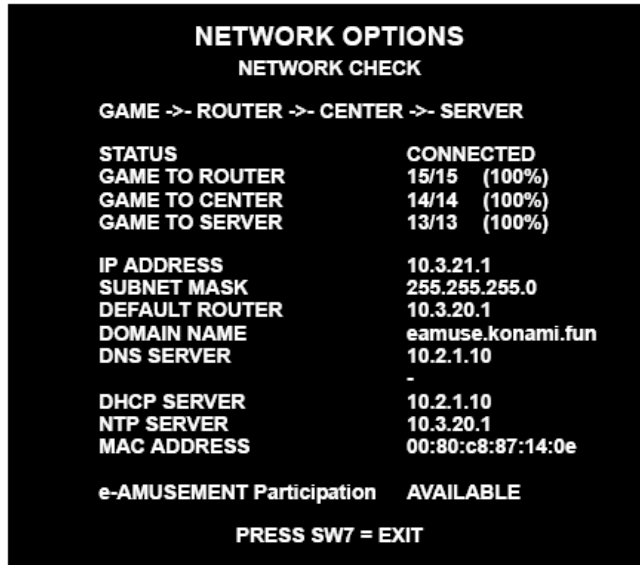 NETWORK OPTIONS
NETWORK CHECK
GAME ->- ROUTER ->- CENTER ->- SERVER
STATUS CONNECTED
GAME TO ROUTER 15/15 (100%)
GAME TO CENTER 14/14 (100%)
GAME TO SERVER 13/13 (100%)
IP ADDRESS 10.3.21.1
SUBNET MASK 255.255.255.0
DEFAULT ROUTER 10.3.20.1
DOMAIN NAME eamuse.konami.fun
DNS SERVER 10.2.1.10
-
DHCP SERVER 10.2.1.10
NTP SERVER 10.3.20.1
MAC ADDRESS 00:80:c8:87:14:0e
e-AMUSEMENT Participation AVAILABLE
PRESS SW7 = EXIT